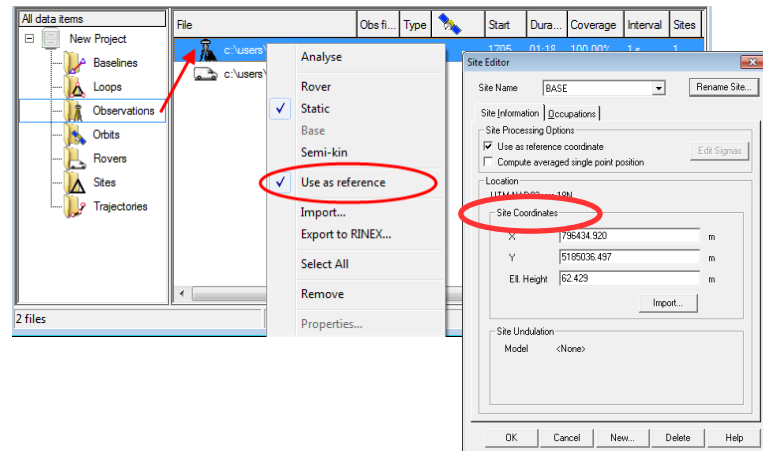 All data items
New Project
Baselines
Loops
Observations
Orbits
Rovers
Sites
Trajectories
2 files
File Obs fi... Type Start Dura... Coverage Interval Sites
c:\users\ 1705 01:18 100.00% 1 s 1
c:\users\
Analyse
Rover
Static
Base
Semi-kin
Use as reference
Import...
Export to RINEX...
Select All
Remove
Properties...
Site Editor
Site Name BASE Rename Site...
Site Information Occupations
Site Processing Options
Use as reference coordinate Edit Sigmas
Compute averaged single point position
Location
UTM NAD83 18N
Site Coordinates
X 796434.920 m
Y 5185036.497 m
Ell. Height 62.429 m
Import...
Site Undulation
Model <None>
OK Cancel New... Delete Help